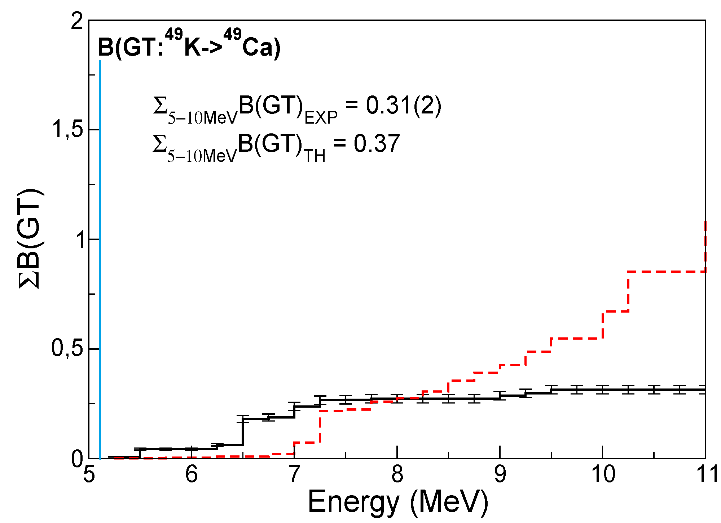 2
B(GT:⁴⁹K->⁴⁹Ca)
Σ5−10MeVB(GT)EXP = 0.31(2)
Σ5−10MeVB(GT)TH = 0.37
1,5
1
0,5
0
ΣB(GT)
5 6 7 8 9 10 11
Energy (MeV)